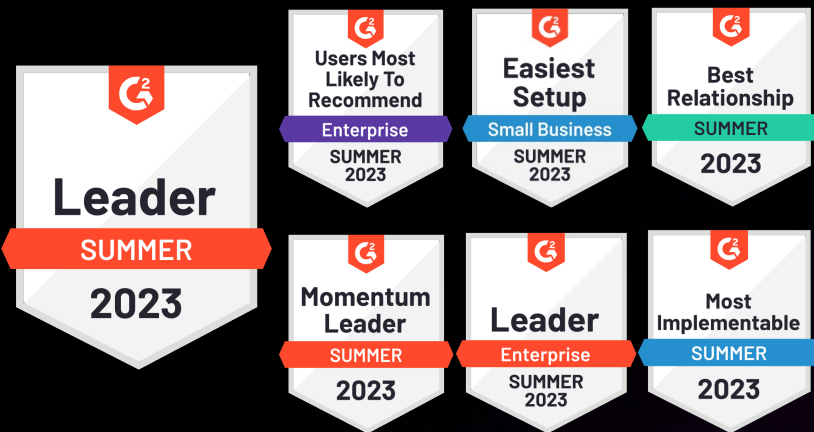 G2
Leader
SUMMER
2023
G2
Users Most
Likely To
Recommend
Enterprise
SUMMER
2023
G2
Easiest
Setup
Small Business
SUMMER
2023
G2
Best
Relationship
SUMMER
2023
G2
Momentum
Leader
SUMMER
2023
G2
Leader
Enterprise
SUMMER
2023
G2
Most
Implementable
SUMMER
2023